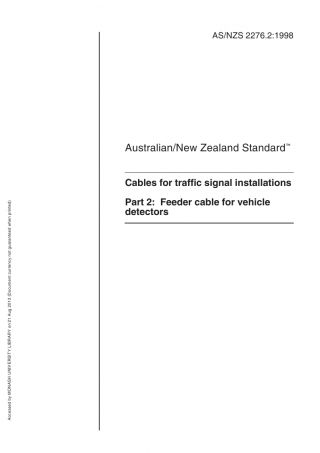 AS/NZS 2276.2:1998
Australian/New Zealand Standard™
Cables for traffic signal installations
Part 2: Feeder cable for vehicle
detectors
Accessed by MONASH UNIVERSITY LIBRARY on 21 Aug 2013 (Document currency not guaranteed when printed)